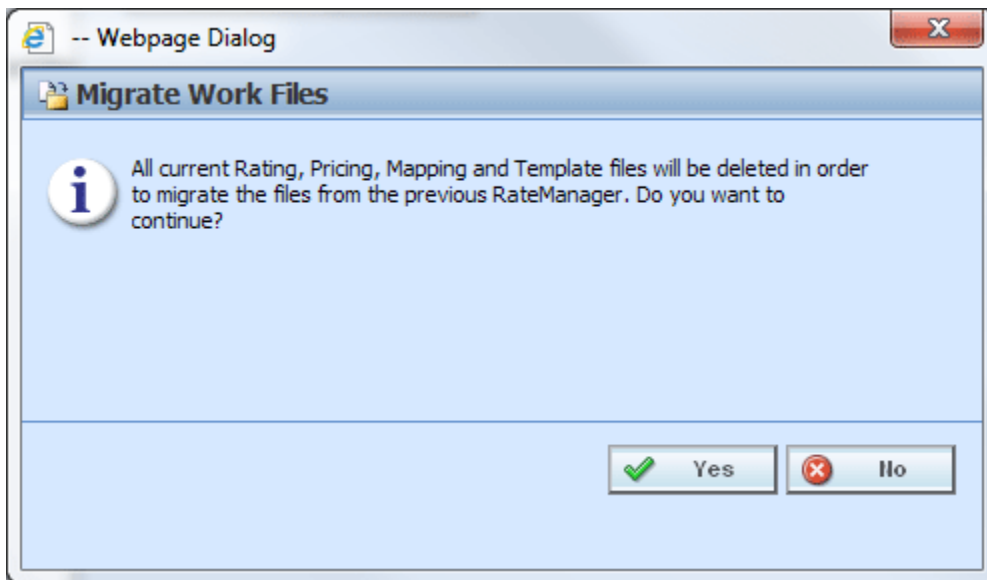 -- Webpage Dialog
Migrate Work Files
All current Rating, Pricing, Mapping and Template files will be deleted in order
to migrate the files from the previous RateManager. Do you want to
continue?
Yes No